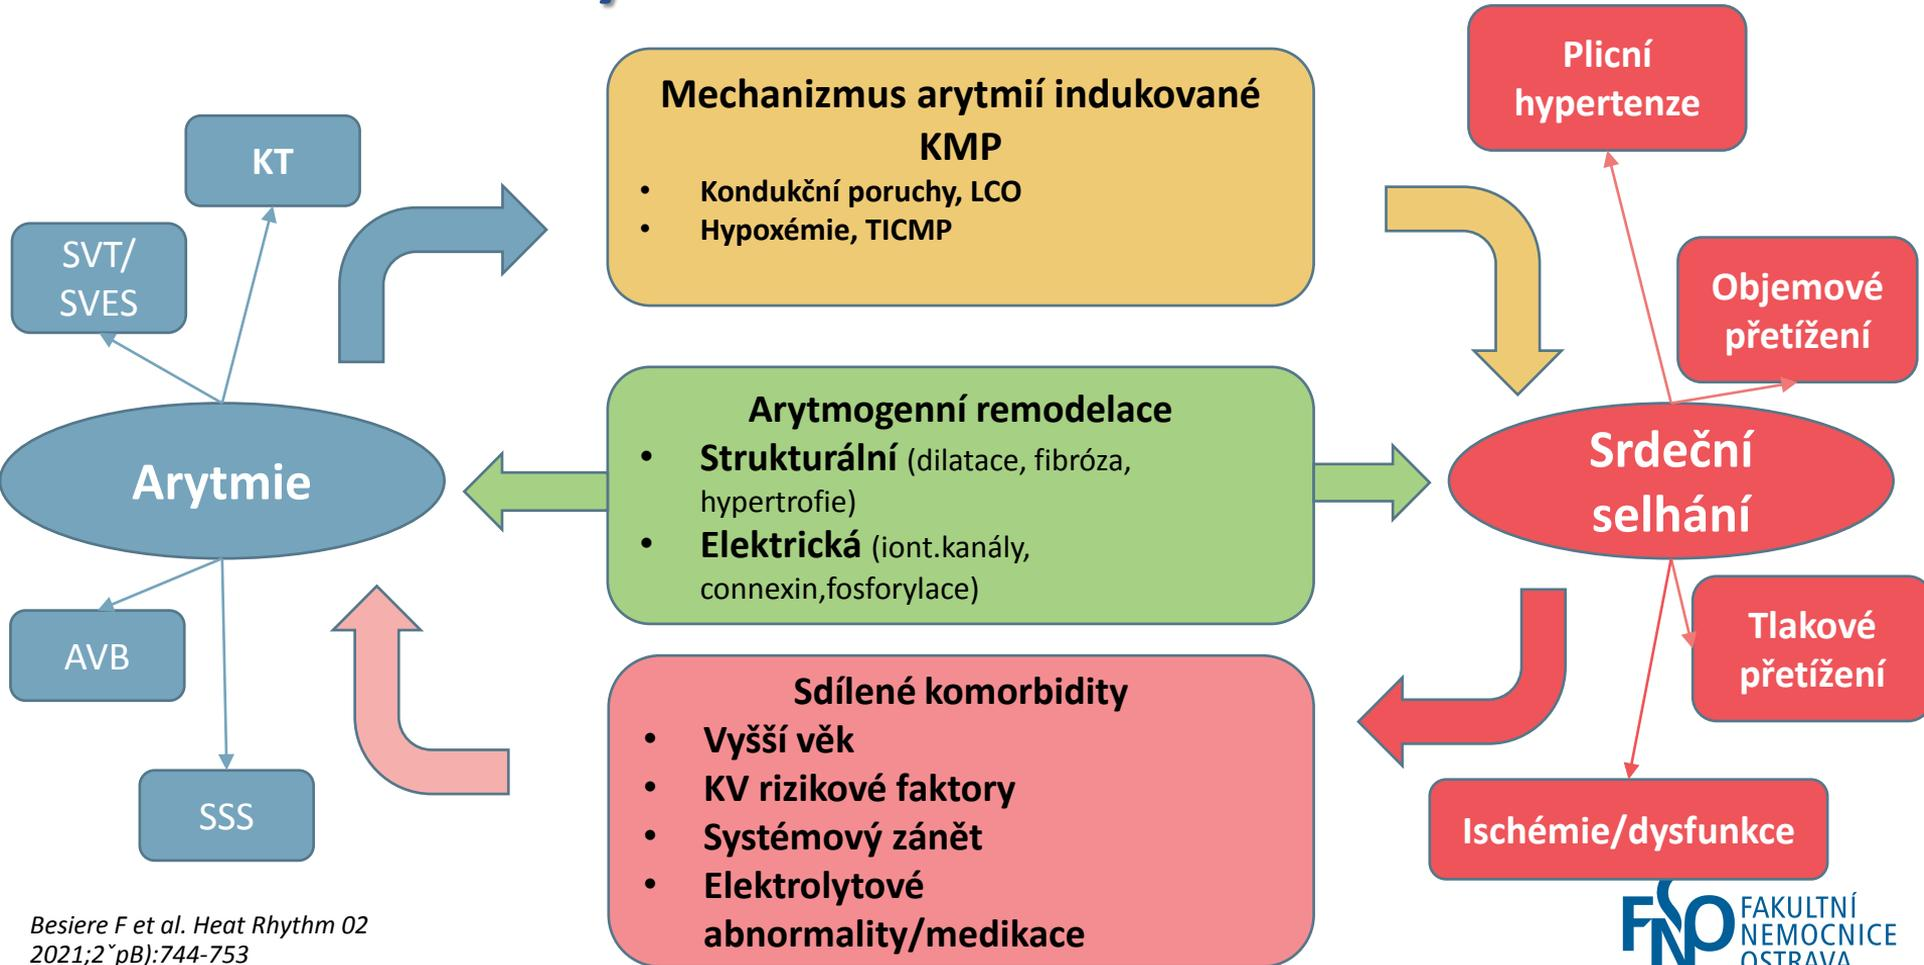 Mechanizmus arytmií indukované
KMP
• Kondukční poruchy, LCO
• Hypoxémie, TICMP
Plicní
hypertenze
KT
SVT/
SVES
Objemové
přetížení
Arytmie
Arytmogenní remodelace
• Strukturální (dilatace, fibróza,
hypertrofie)
• Elektrická (iont.kanály,
connexin,fosforylace)
Srdeční
selhání
AVB
Tlakové
přetížení
SSS
Sdílené komorbidity
• Vyšší věk
• KV rizikové faktory
• Systémový zánět
• Elektrolytové
abnormality/medikace
Ischémie/dysfunkce
Besiere F et al. Heat Rhythm 02
2021;2ˇpB):744-753
FNO
FAKULTNÍ
NEMOCNICE
OSTRAVA